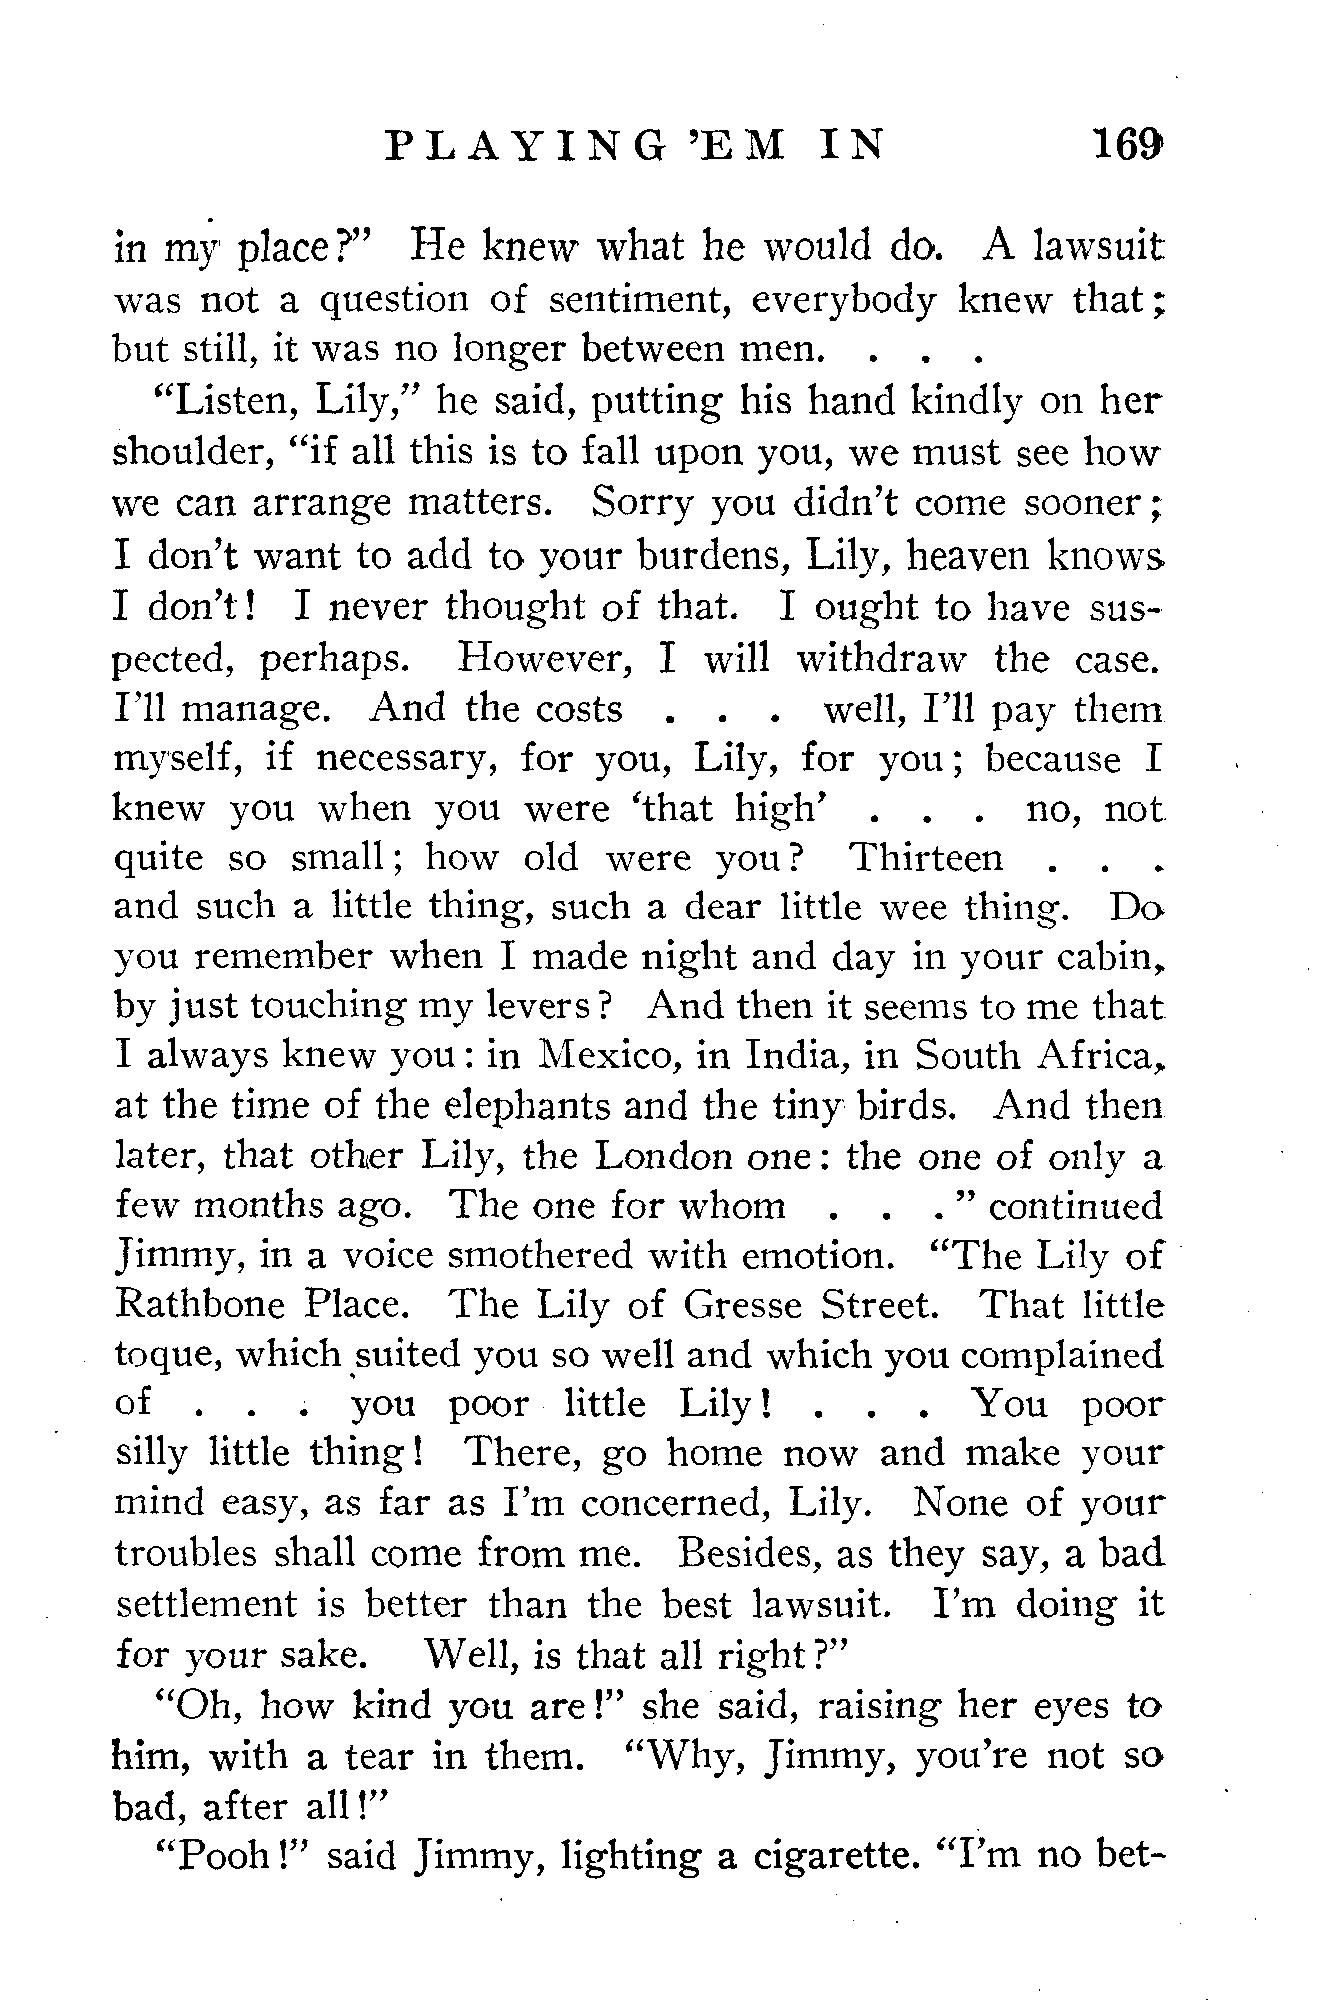 PLAYING 'EM IN 169
in my place?" He knew what he would do. A lawsuit
was not a question of sentiment, everybody knew that;
but still, it was no longer between men. . . .
"Listen, Lily," he said, putting his hand kindly on her
shoulder, "if all this is to fall upon you, we must see how
we can arrange matters. Sorry you didn't come sooner;
I don't want to add to your burdens, Lily, heaven knows
I don't! I never thought of that. I ought to have sus-
pected, perhaps. However, I will withdraw the case.
I'll manage. And the costs . . . well, I'll pay them
myself, if necessary, for you, Lily, for you; because I
knew you when you were 'that high' . . . no, not
quite so small; how old were you? Thirteen . . .
and such a little thing, such a dear little wee thing. Do
you remember when I made night and day in your cabin,
by just touching my levers? And then it seems to me that
I always knew you: in Mexico, in India, in South Africa,
at the time of the elephants and the tiny birds. And then
later, that other Lily, the London one: the one of only a
few months ago. The one for whom . . ." continued
Jimmy, in a voice smothered with emotion. "The Lily of
Rathbone Place. The Lily of Gresse Street. That little
toque, which suited you so well and which you complained
of . . . you poor little Lily! . . . You poor
silly little thing! There, go home now and make your
mind easy, as far as I'm concerned, Lily. None of your
troubles shall come from me. Besides, as they say, a bad
settlement is better than the best lawsuit. I'm doing it
for your sake. Well, is that all right?"
"Oh, how kind you are!" she said, raising her eyes to
him, with a tear in them. "Why, Jimmy, you're not so
bad, after all!"
"Pooh!" said Jimmy, lighting a cigarette. "I'm no bet-